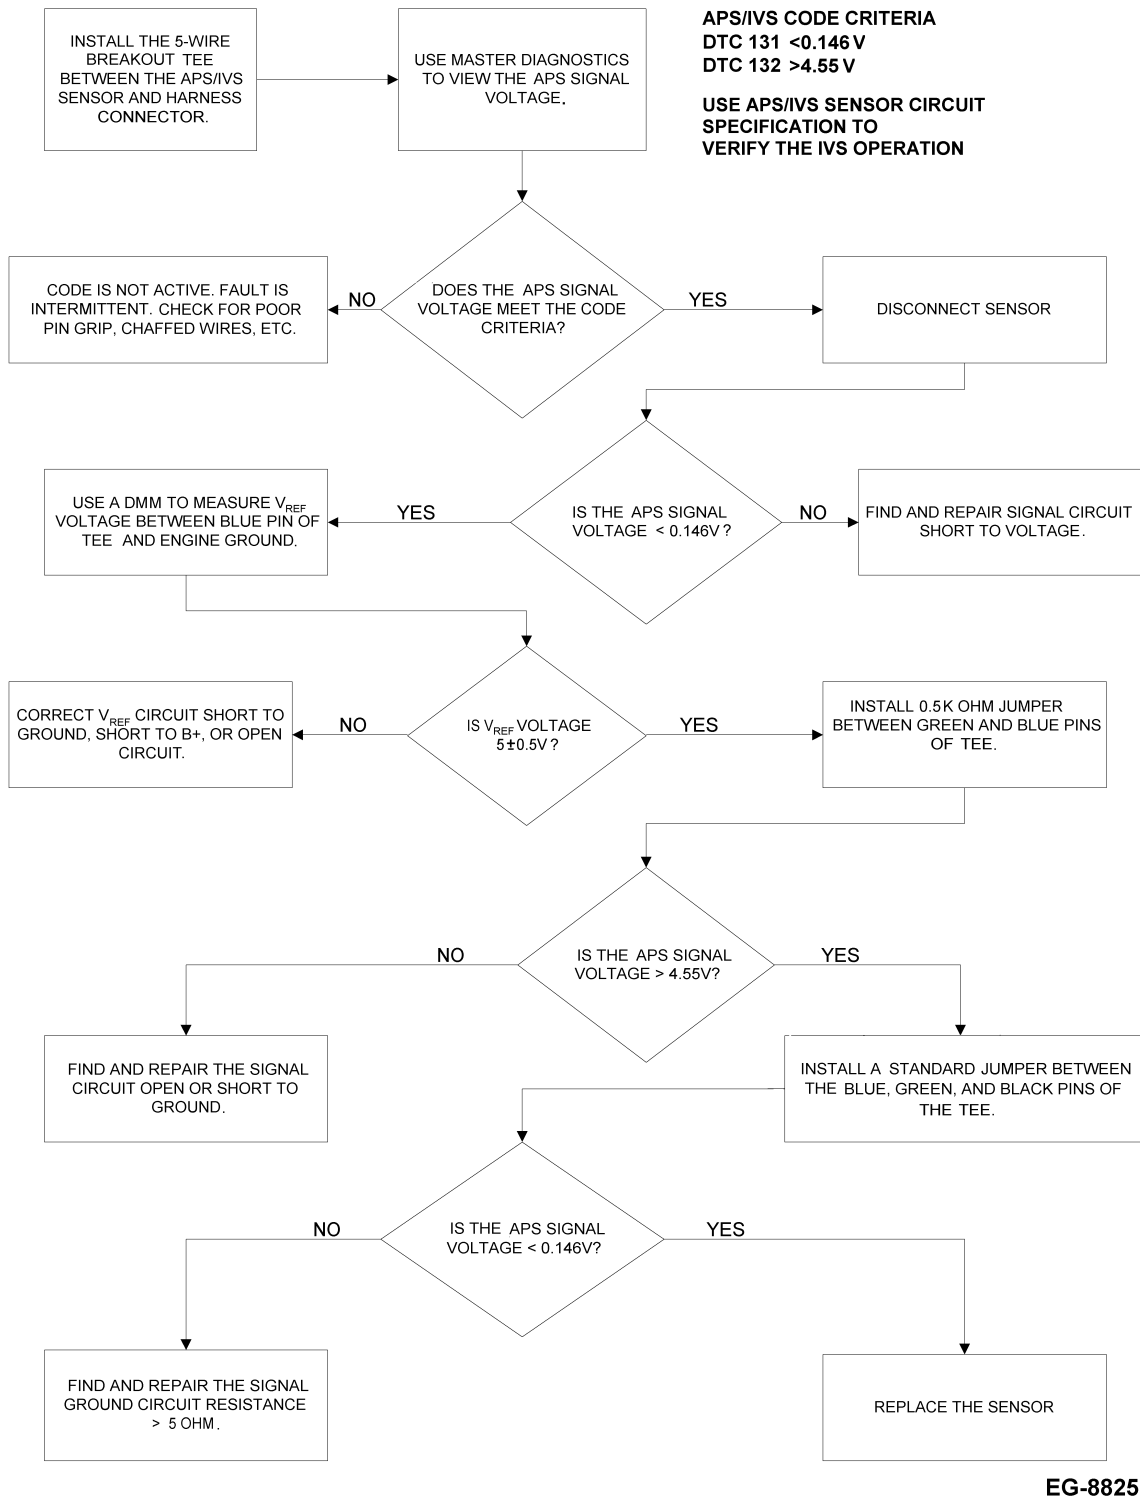 INSTALL THE 5-WIRE
BREAKOUT TEE
BETWEEN THE APS/IVS
SENSOR AND HARNESS
CONNECTOR.
USE MASTER DIAGNOSTICS
TO VIEW THE APS SIGNAL
VOLTAGE.
APS/IVS CODE CRITERIA
DTC 131 <0.146 V
DTC 132 >4.55 V
USE APS/IVS SENSOR CIRCUIT
SPECIFICATION TO
VERIFY THE IVS OPERATION
CODE IS NOT ACTIVE. FAULT IS
INTERMITTENT. CHECK FOR POOR
PIN GRIP, CHAFFED WIRES, ETC.
NO
DOES THE APS SIGNAL
VOLTAGE MEET THE CODE
CRITERIA?
YES
DISCONNECT SENSOR
USE A DMM TO MEASURE VREF
VOLTAGE BETWEEN BLUE PIN OF
TEE AND ENGINE GROUND.
YES
IS THE APS SIGNAL
VOLTAGE < 0.146V ?
NO
FIND AND REPAIR SIGNAL CIRCUIT
SHORT TO VOLTAGE.
CORRECT VREF CIRCUIT SHORT TO
GROUND, SHORT TO B+, OR OPEN
CIRCUIT.
NO
IS VREF VOLTAGE
5±0.5V ?
YES
INSTALL 0.5K OHM JUMPER
BETWEEN GREEN AND BLUE PINS
OF TEE.
NO
IS THE APS SIGNAL
VOLTAGE > 4.55V?
YES
FIND AND REPAIR THE SIGNAL
CIRCUIT OPEN OR SHORT TO
GROUND.
INSTALL A STANDARD JUMPER BETWEEN
THE BLUE, GREEN, AND BLACK PINS OF
THE TEE.
NO
IS THE APS SIGNAL
VOLTAGE < 0.146V?
YES
FIND AND REPAIR THE SIGNAL
GROUND CIRCUIT RESISTANCE
> 5 OHM.
REPLACE THE SENSOR
EG-8825